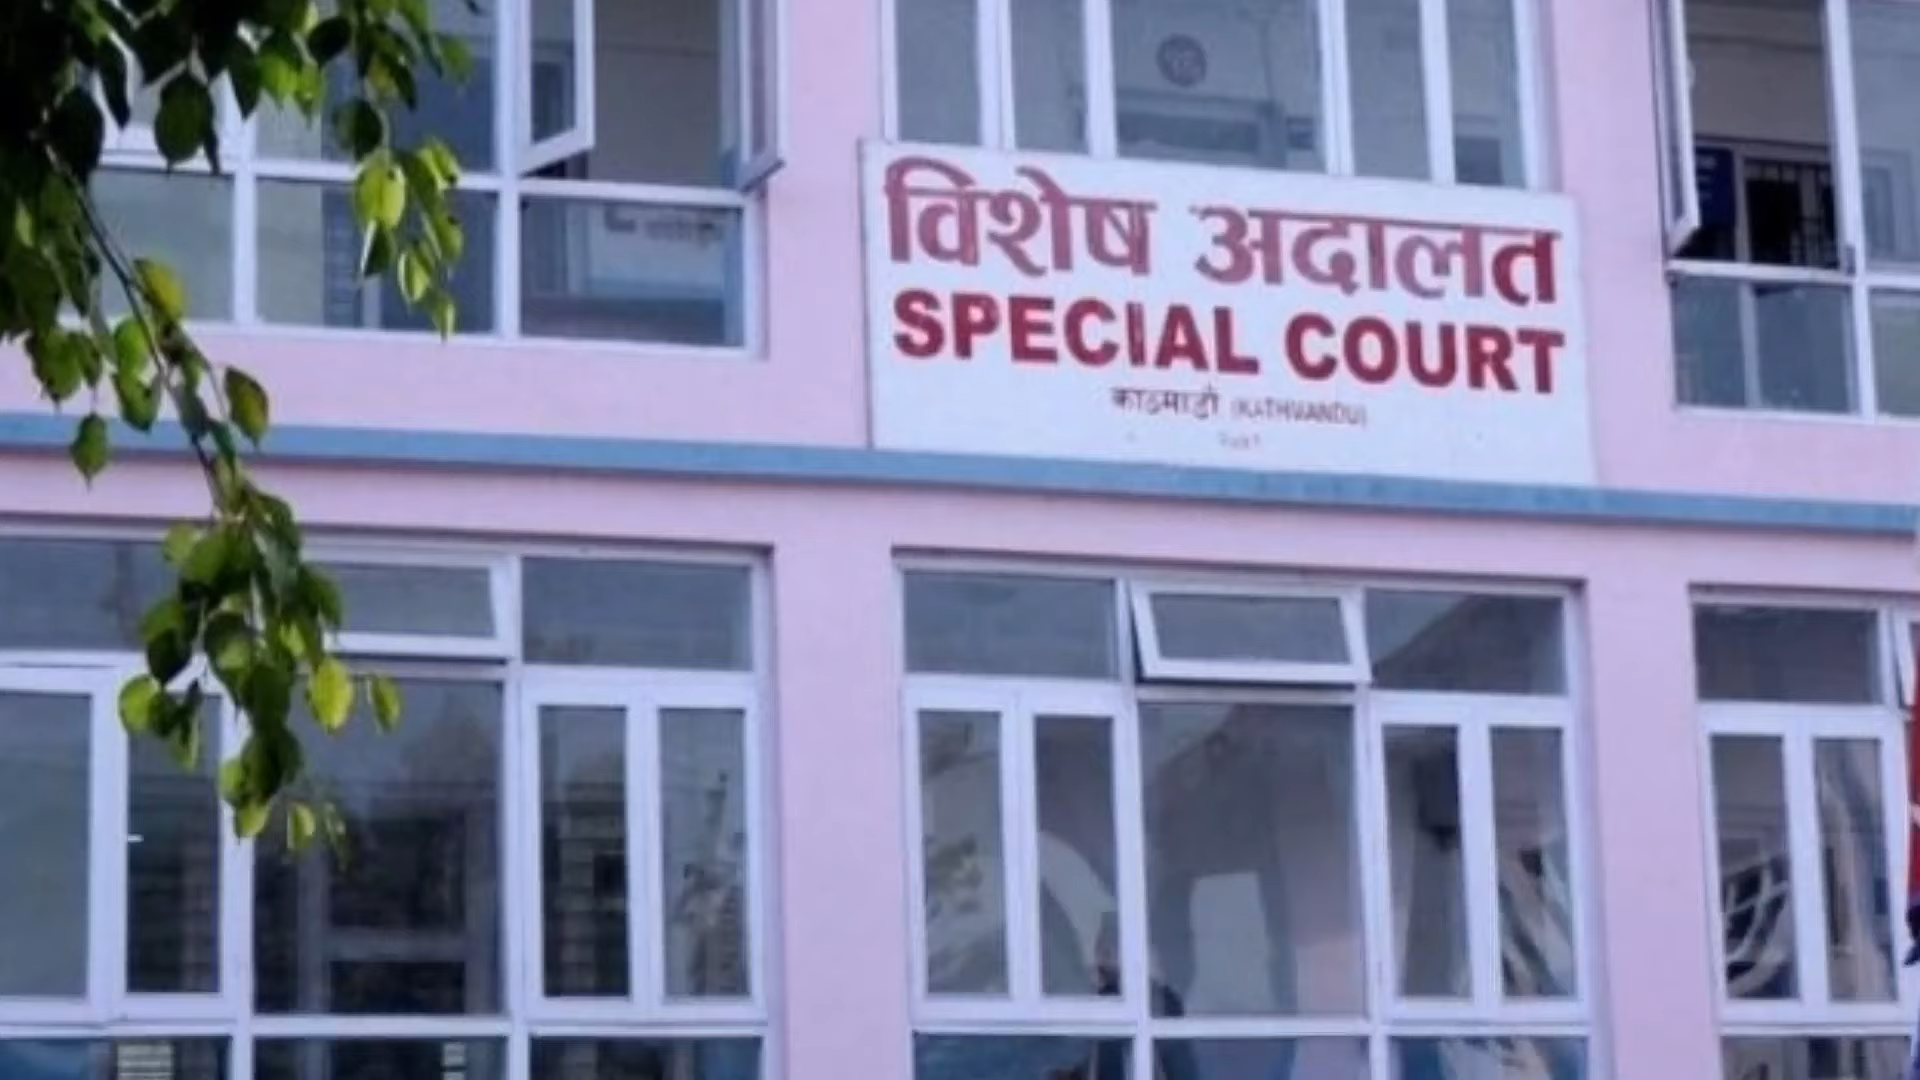 विशेष अदालत
SPECIAL COURT
काठमाडौं (KATHMANDU)